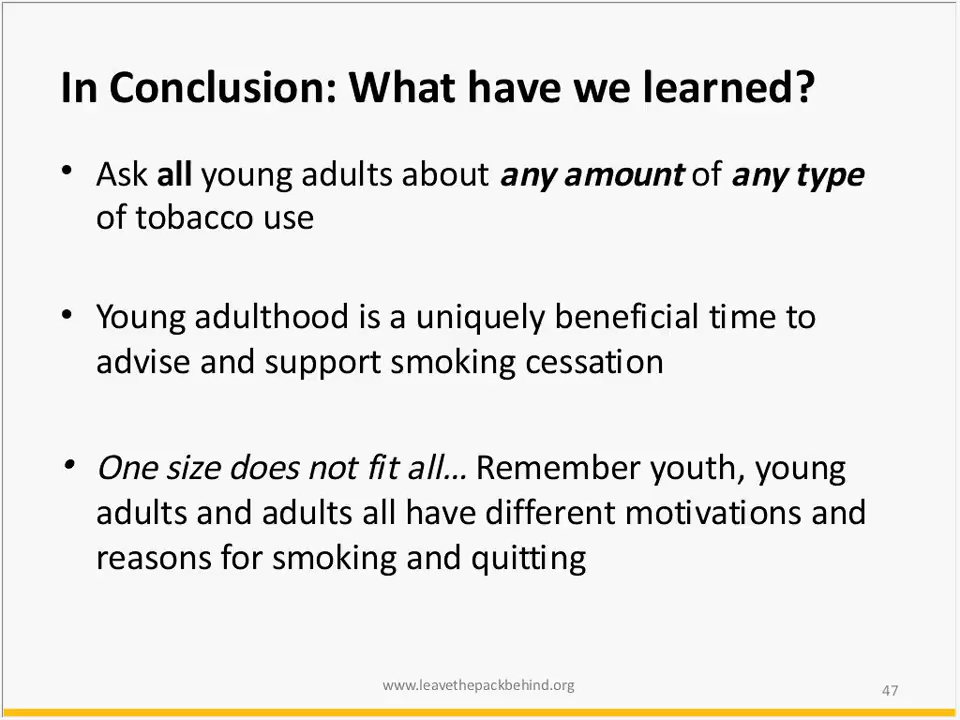 In Conclusion: What have we learned?
• Ask all young adults about any amount of any type
of tobacco use
• Young adulthood is a uniquely beneficial time to
advise and support smoking cessation
• One size does not fit all... Remember youth, young
adults and adults all have different motivations and
reasons for smoking and quitting
www.leavethepackbehind.org
47